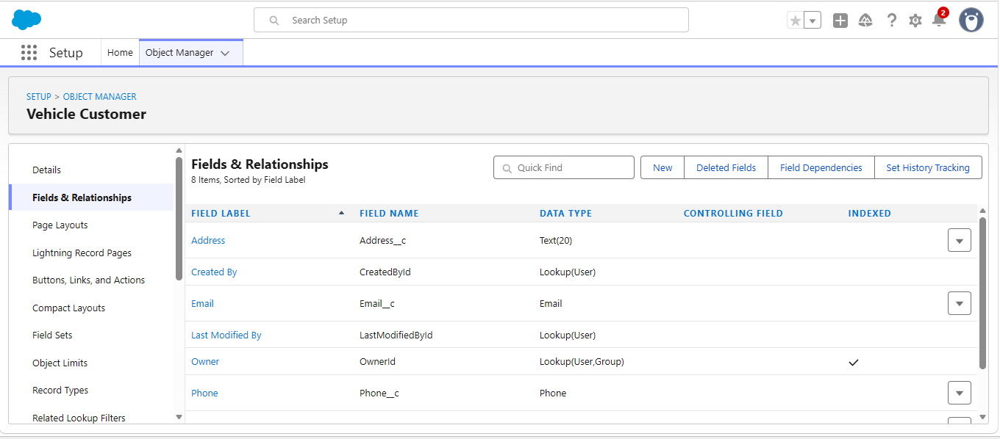 Search Setup
2
Setup
Home
Object Manager
SETUP > OBJECT MANAGER
Vehicle Customer
Details
Fields & Relationships
Page Layouts
Lightning Record Pages
Buttons, Links, and Actions
Compact Layouts
Field Sets
Object Limits
Record Types
Related Lookup Filters
Fields & Relationships
8 Items, Sorted by Field Label
Quick Find
New
Deleted Fields
Field Dependencies
Set History Tracking
FIELD LABEL FIELD NAME DATA TYPE CONTROLLING FIELD INDEXED
Address Address__c Text(20)
Created By CreatedById Lookup(User)
Email Email__c Email
Last Modified By LastModifiedById Lookup(User)
Owner OwnerId Lookup(User,Group)
Phone Phone__c Phone